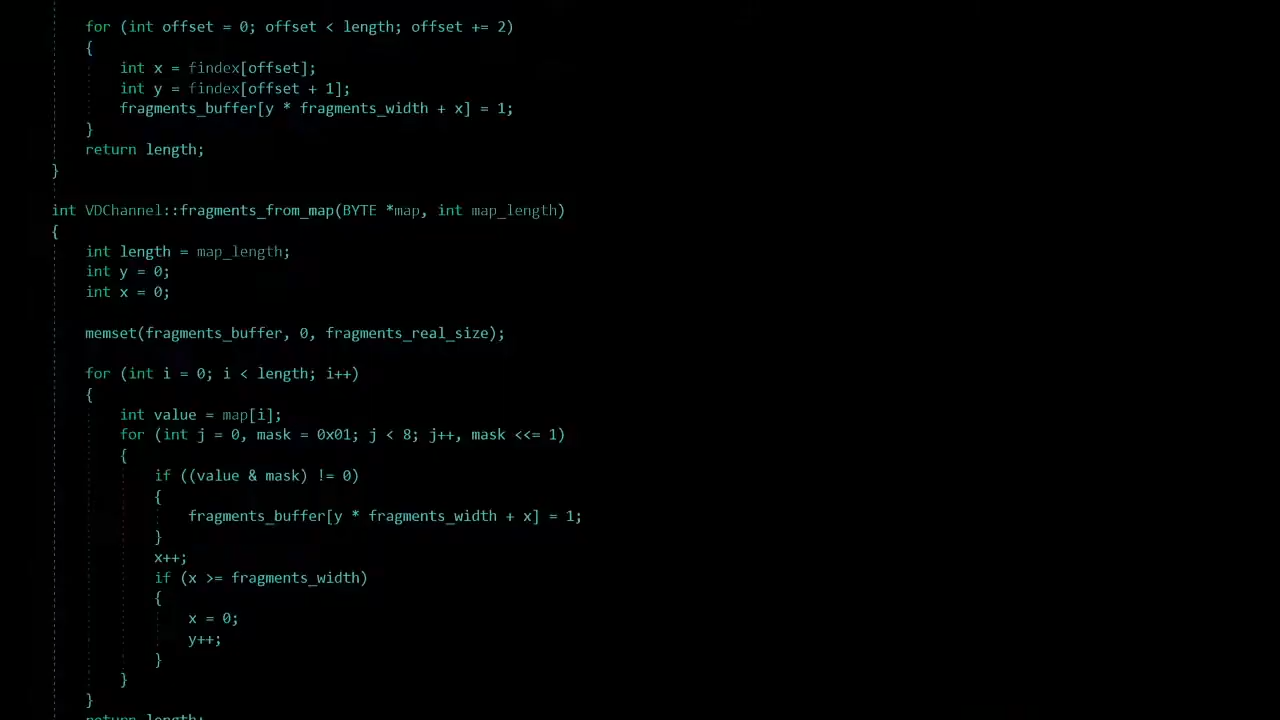 for (int offset = 0; offset < length; offset += 2)
{
int x = findex[offset];
int y = findex[offset + 1];
fragments_buffer[y * fragments_width + x] = 1;
}
return length;
}
int VDChannel::fragments_from_map(BYTE *map, int map_length)
{
int length = map_length;
int y = 0;
int x = 0;
memset(fragments_buffer, 0, fragments_real_size);
for (int i = 0; i < length; i++)
{
int value = map[i];
for (int j = 0, mask = 0x01; j < 8; j++, mask <<= 1)
{
if ((value & mask) != 0)
{
fragments_buffer[y * fragments_width + x] = 1;
}
x++;
if (x >= fragments_width)
{
x = 0;
y++;
}
}
}
return length;